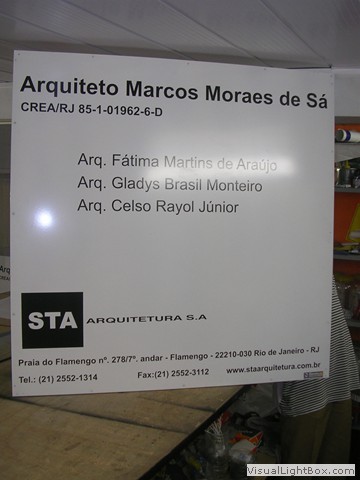 Arquiteto Marcos Moraes de Sá
CREA/RJ 85-1-01962-6-D
Arq. Fátima Martins de Araújo
Arq. Gladys Brasil Monteiro
Arq. Celso Rayol Júnior
STA ARQUITETURA S.A
Praia do Flamengo nº. 278/7º. andar - Flamengo - 22210-030 Rio de Janeiro - RJ
Tel.: (21) 2552-1314 Fax:(21) 2552-3112 www.staarquitetura.com.br
VisualLightBox.com